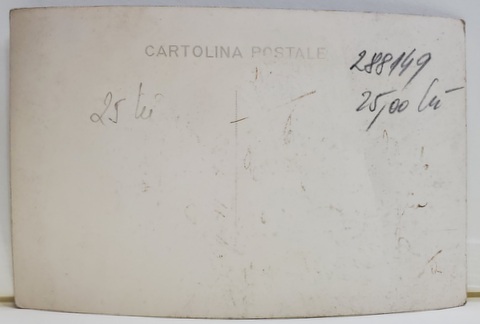 CARTOLINA POSTALE
288149
25,00 lei
25 lei